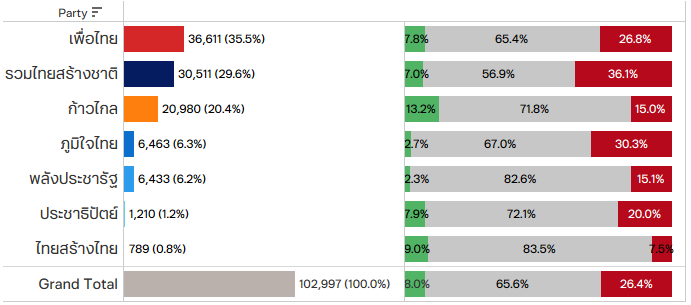 Party
เพื่อไทย 36,611 (35.5%) 7.8% 65.4% 26.8%
รวมไทยสร้างชาติ 30,511 (29.6%) 7.0% 56.9% 36.1%
ก้าวไกล 20,980 (20.4%) 13.2% 71.8% 15.0%
ภูมิใจไทย 6,463 (6.3%) 2.7% 67.0% 30.3%
พลังประชารัฐ 6,433 (6.2%) 2.3% 82.6% 15.1%
ประชาธิปัตย์ 1,210 (1.2%) 7.9% 72.1% 20.0%
ไทยสร้างไทย 789 (0.8%) 9.0% 83.5% 7.5%
Grand Total 102,997 (100.0%) 8.0% 65.6% 26.4%